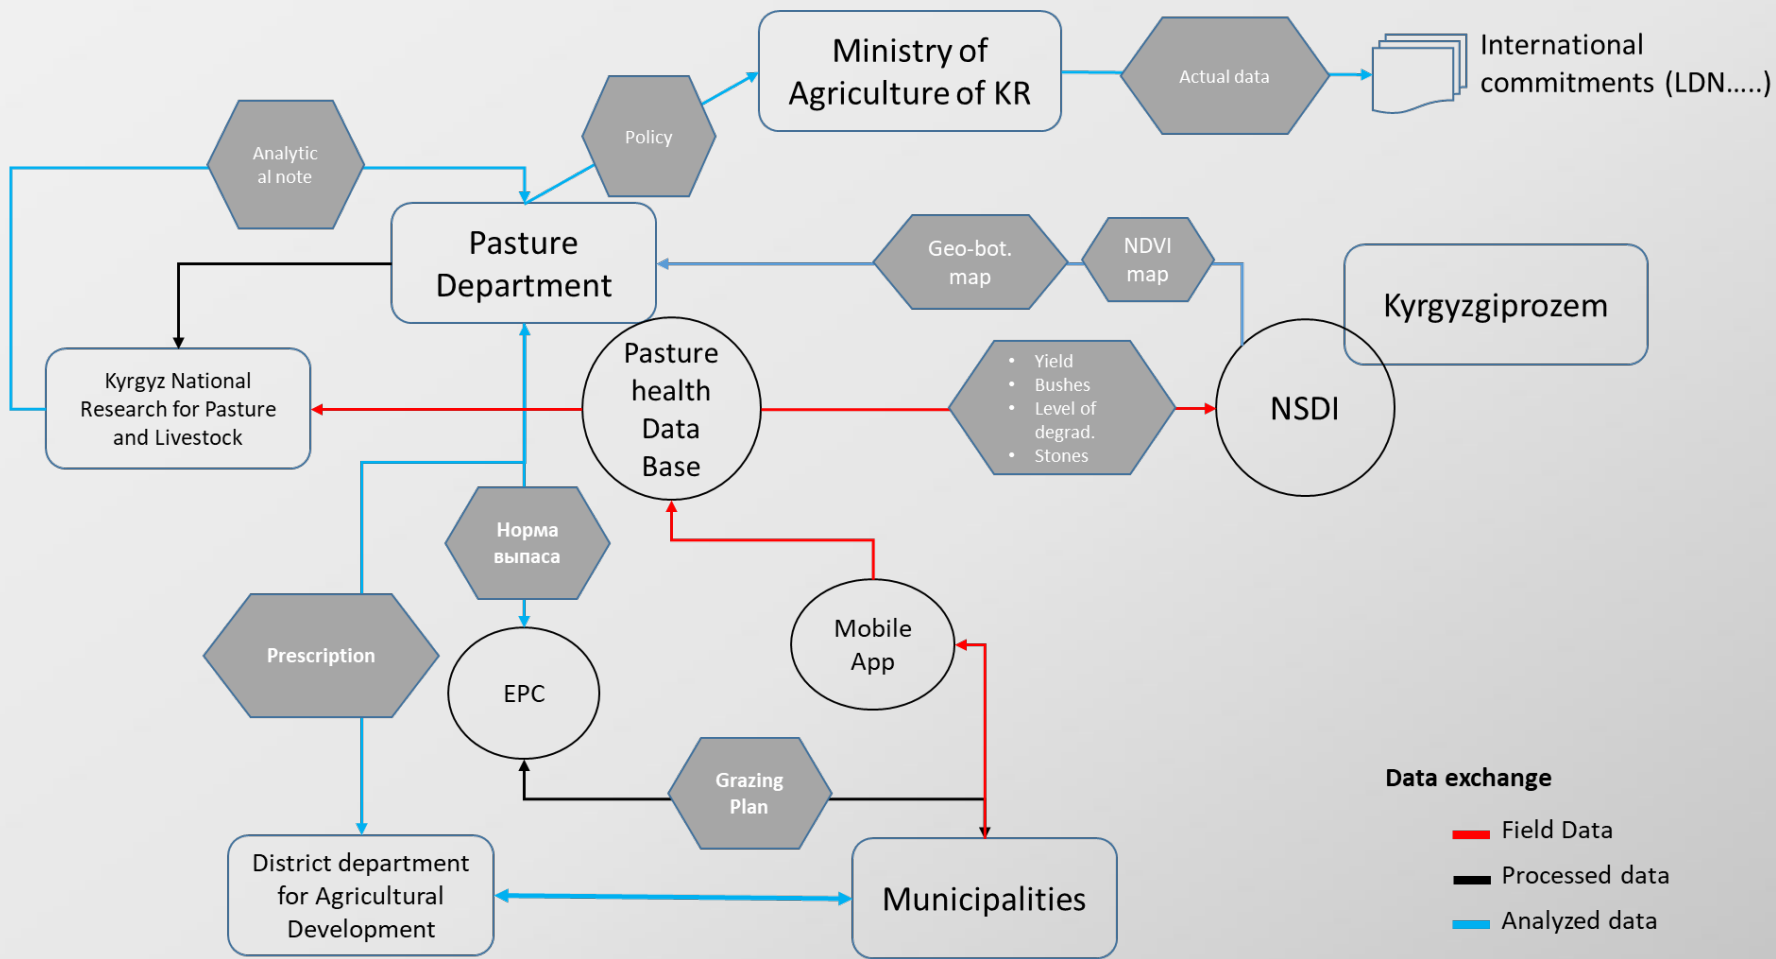 Ministry of
Agriculture of KR
Actual data
International
commitments (LDN.....)
Policy
Analytic
al note
Pasture
Department
Geo-bot.
map
NDVI
map
Kyrgyzgiprozem
Kyrgyz National
Research for Pasture
and Livestock
Pasture
health
Data
Base
• Yield
• Bushes
• Level of
degrad.
• Stones
NSDI
Норма
выпаса
Prescription
EPC
Mobile
App
Grazing
Plan
District department
for Agricultural
Development
Municipalities
Data exchange
Field Data
Processed data
Analyzed data